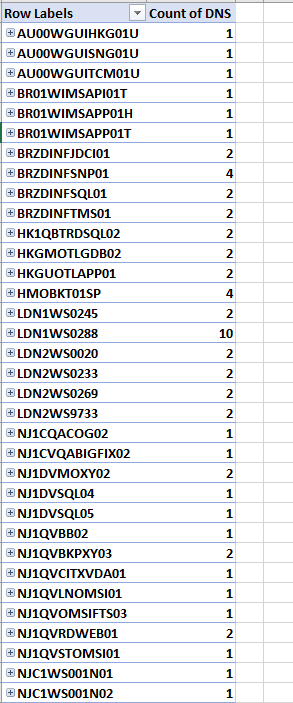 Row Labels Count of DNS
AU00WGUIHKG01U 1
AU00WGUISNG01U 1
AU00WGUITCM01U 1
BR01WIMSAPI01T 1
BR01WIMSAPP01H 1
BR01WIMSAPP01T 1
BRZDINFJDCI01 2
BRZDINFSNP01 4
BRZDINFSQL01 2
BRZDINFTMS01 2
HK1QBTRDSQL02 2
HKGMOTLGDB02 2
HKGUOTLAPP01 2
HMOBKT01SP 4
LDN1WS0245 2
LDN1WS0288 10
LDN2WS0020 2
LDN2WS0233 2
LDN2WS0269 2
LDN2WS9733 2
NJ1CQACOG02 1
NJ1CVQABIGFIX02 1
NJ1DVMOXY02 2
NJ1DVSQL04 1
NJ1DVSQL05 1
NJ1QVBB02 1
NJ1QVBKPXY03 2
NJ1QVCITXVDA01 1
NJ1QVLNOMSI01 1
NJ1QVOMSIFTS03 1
NJ1QVRDWEB01 2
NJ1QVSTOMSI01 1
NJC1WS001N01 1
NJC1WS001N02 1